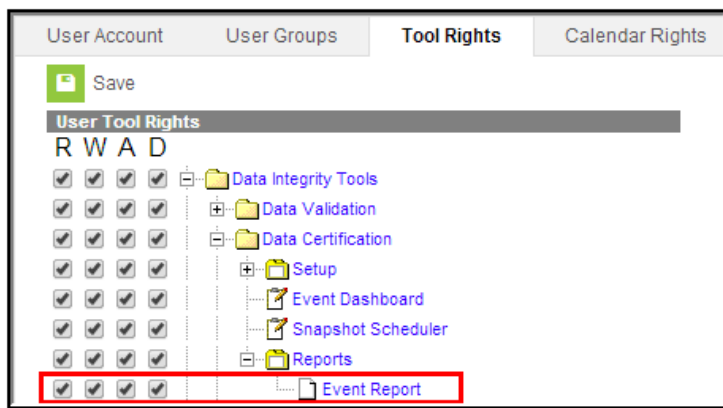 User Account User Groups Tool Rights Calendar Rights
Save
User Tool Rights
R W A D
Data Integrity Tools
Data Validation
Data Certification
Setup
Event Dashboard
Snapshot Scheduler
Reports
Event Report